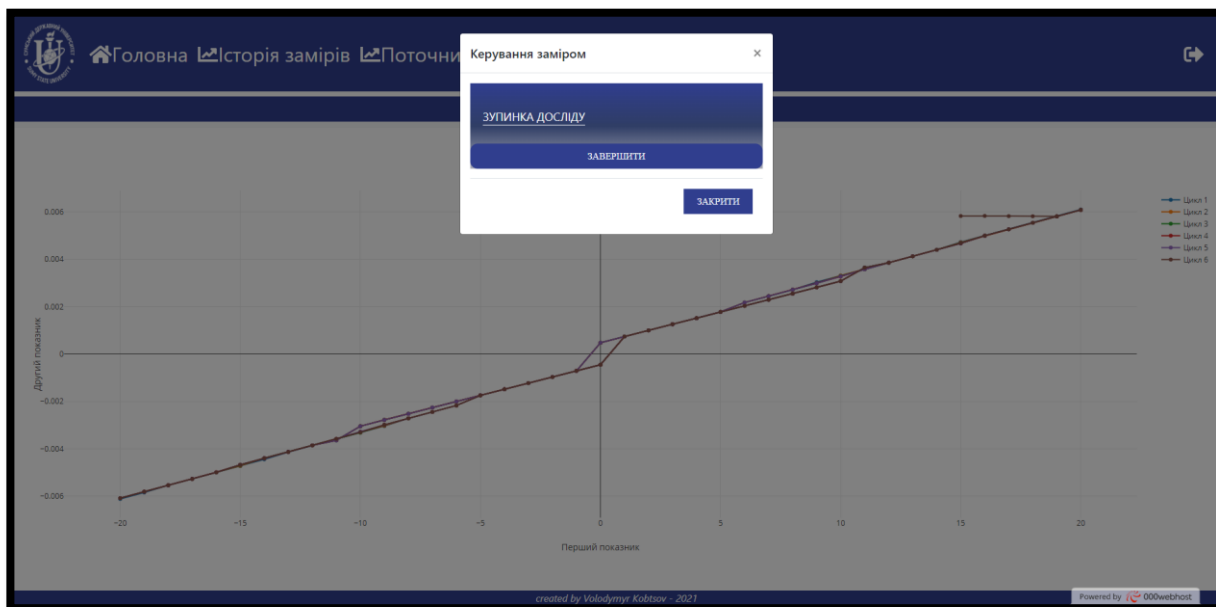 Головна Історія замірів Поточни
Керування заміром ×
ЗУПИНКА ДОСЛІДУ
ЗАВЕРШИТИ
ЗАКРИТИ
0.006
0.004
0.002
0
−0.002
−0.004
−0.006
Другий показник
−20 −15 −10 −5 0 5 10 15 20
Перший показник
Цикл 1
Цикл 2
Цикл 3
Цикл 4
Цикл 5
Цикл 6
created by Volodymyr Kobtsov - 2021
Powered by 000webhost